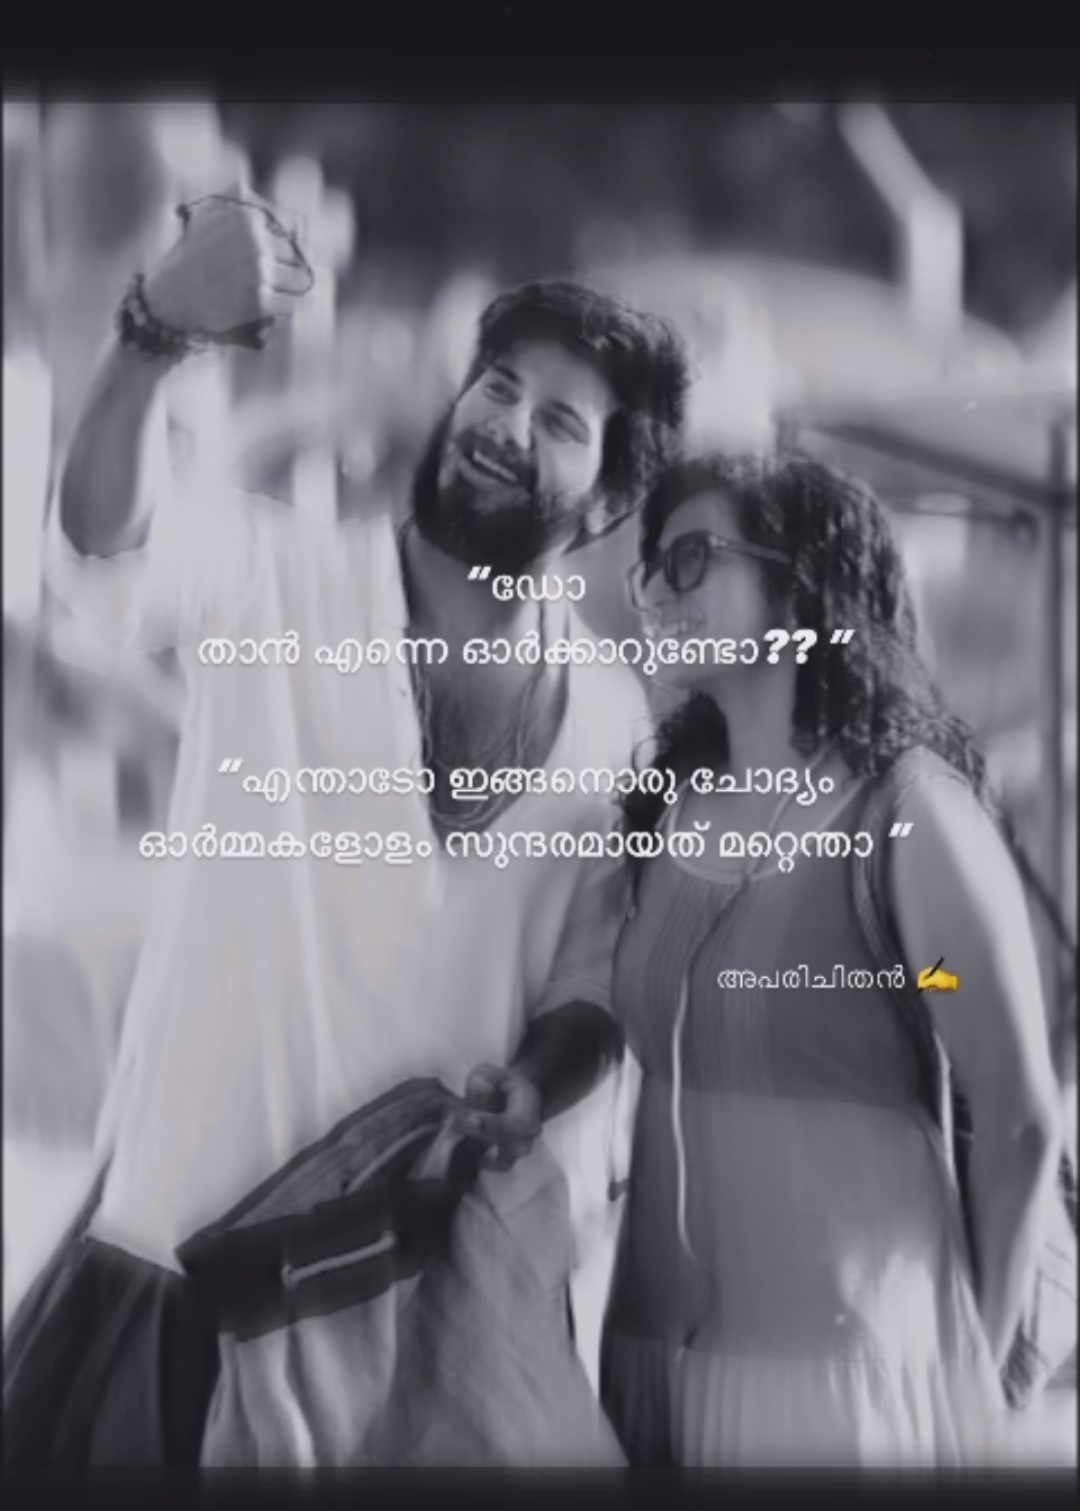 “ഡോ
താൻ എന്നെ ഓർക്കാറുണ്ടോ?? ”
“എന്താടോ ഇങ്ങനൊരു ചോദ്യം
ഓർമ്മകളോളം സുന്ദരമായത് മറ്റെന്താ ”
അപരിചിതൻ ✍️